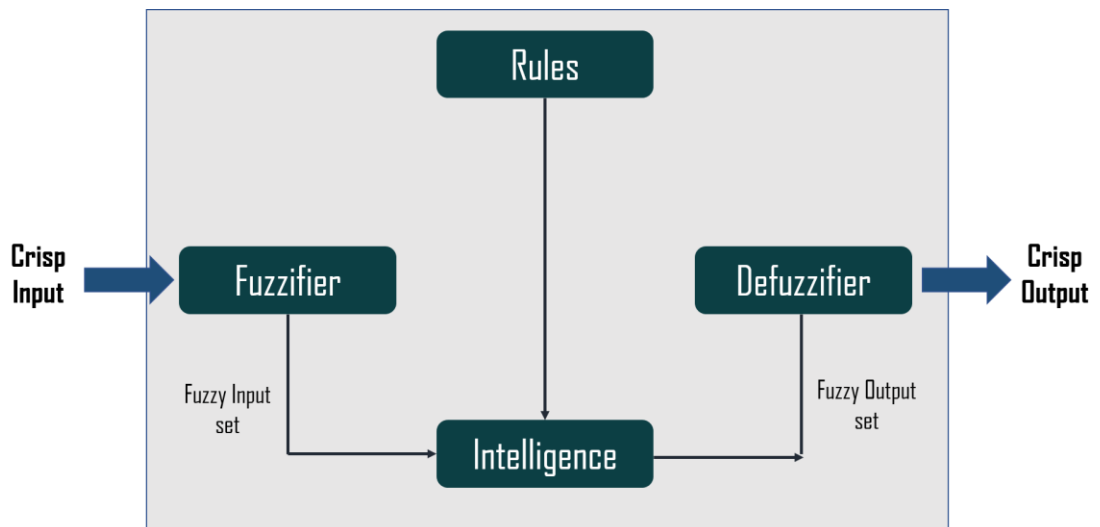 Rules
Crisp
Input
Fuzzifier
Defuzzifier
Crisp
Output
Fuzzy Input
set
Fuzzy Output
set
Intelligence